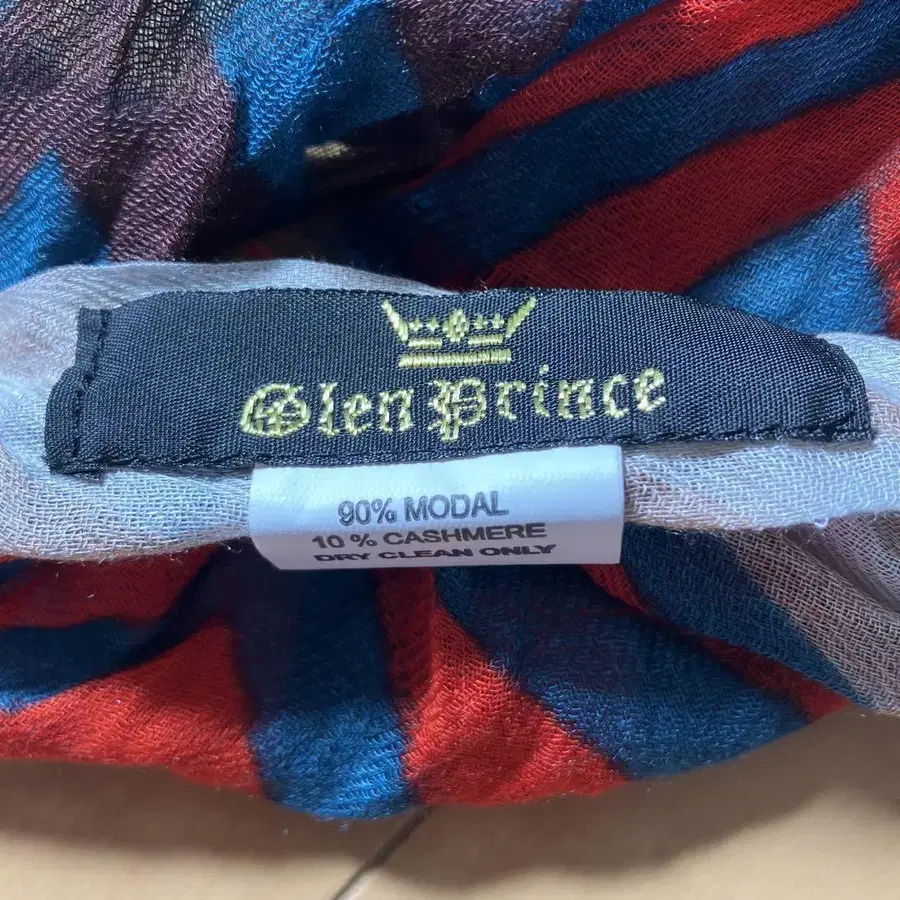 Glen Prince
90% MODAL
10 % CASHMERE
DRY CLEAN ONLY